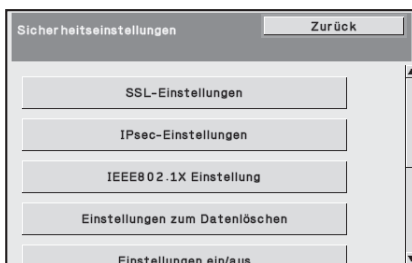 Sicherheitseinstellungen
Zurück
SSL-Einstellungen
IPsec-Einstellungen
IEEE802.1X Einstellung
Einstellungen zum Datenlöschen
Einstellungen ein/aus